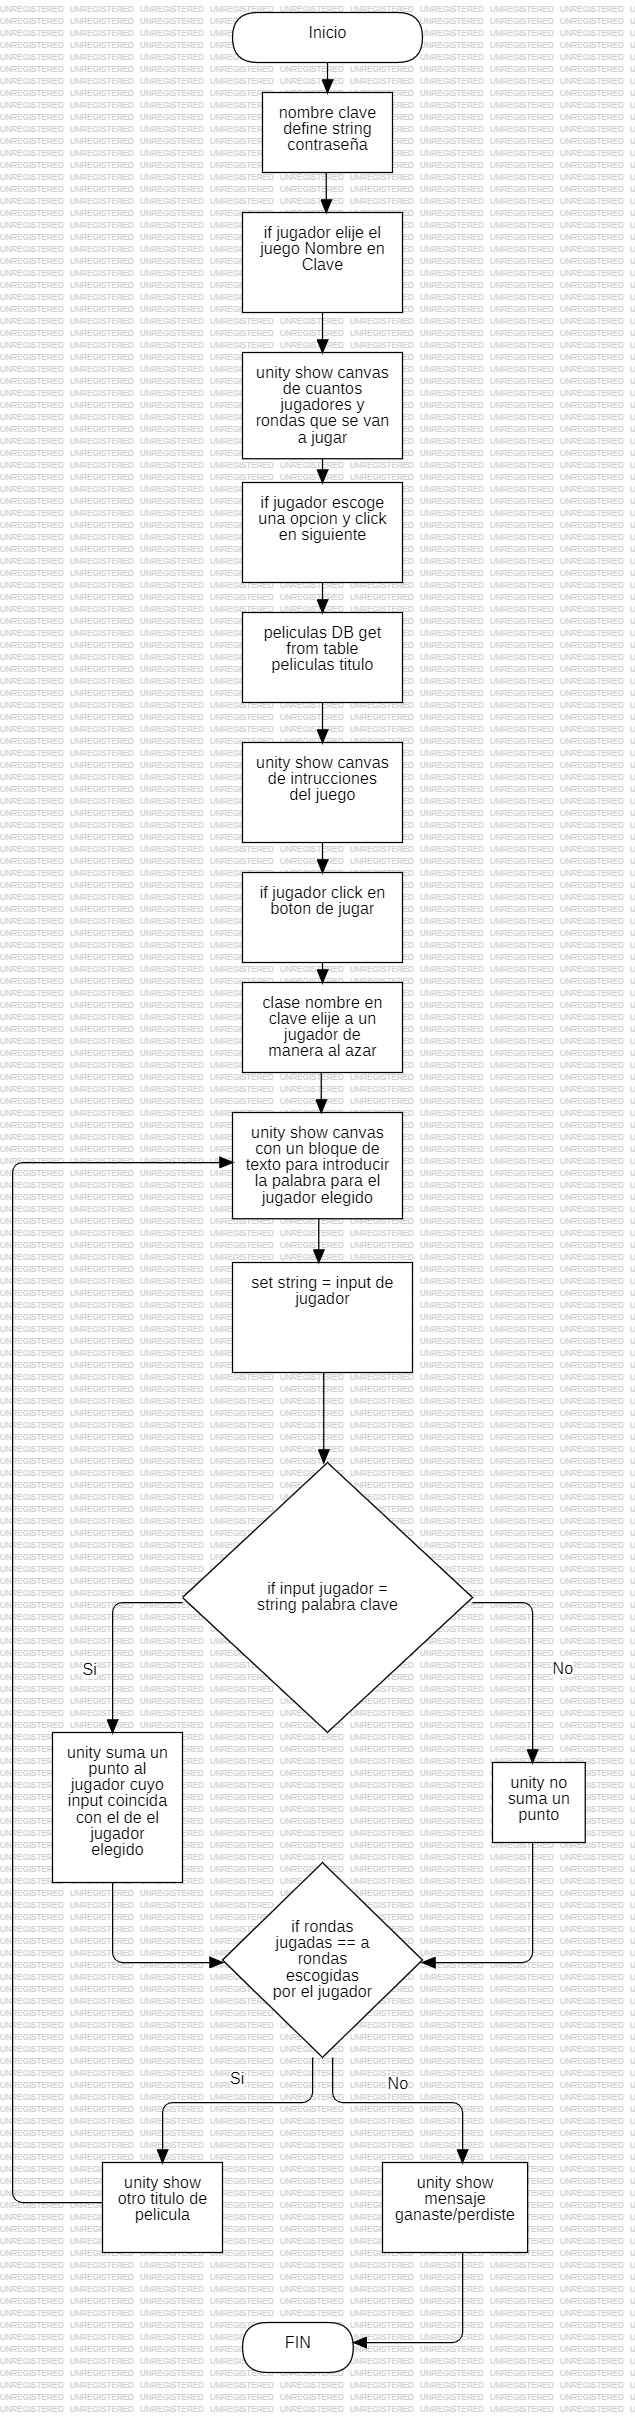 Inicio
nombre clave
define string
contraseña
if jugador elije el
juego Nombre en
Clave
unity show canvas
de cuantos
jugadores y
rondas que se van
a jugar
if jugador escoge
una opcion y click
en siguiente
peliculas DB get
from table
peliculas titulo
unity show canvas
de intrucciones
del juego
if jugador click en
boton de jugar
clase nombre en
clave elije a un
jugador de
manera al azar
unity show canvas
con un bloque de
texto para introducir
la palabra para el
jugador elegido
set string = input de
jugador
if input jugador =
string palabra clave
Si
No
unity suma un
punto al
jugador cuyo
input coincida
con el de el
jugador
elegido
unity no
suma un
punto
if rondas
jugadas == a
rondas
escogidas
por el jugador
Si
No
unity show
otro titulo de
pelicula
unity show
mensaje
ganaste/perdiste
FIN
UNREGISTERED